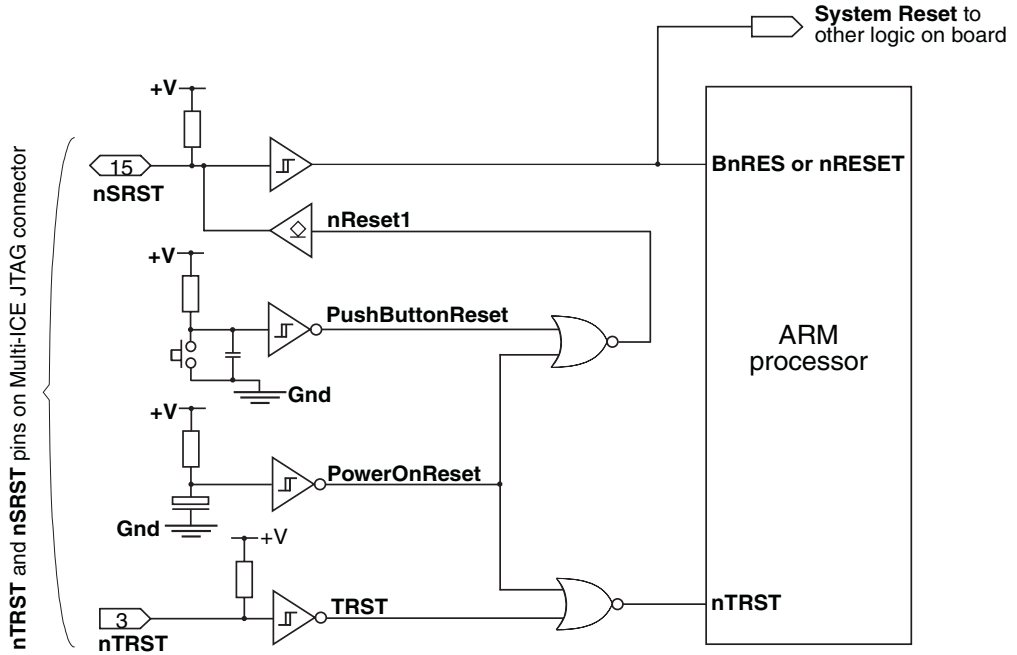 System Reset to
other logic on board
+V
15
nSRST
BnRES or nRESET
nReset1
+V
PushButtonReset
Gnd
ARM
processor
+V
PowerOnReset
Gnd
+V
3
nTRST
TRST
nTRST
nTRST and nSRST pins on Multi-ICE JTAG connector